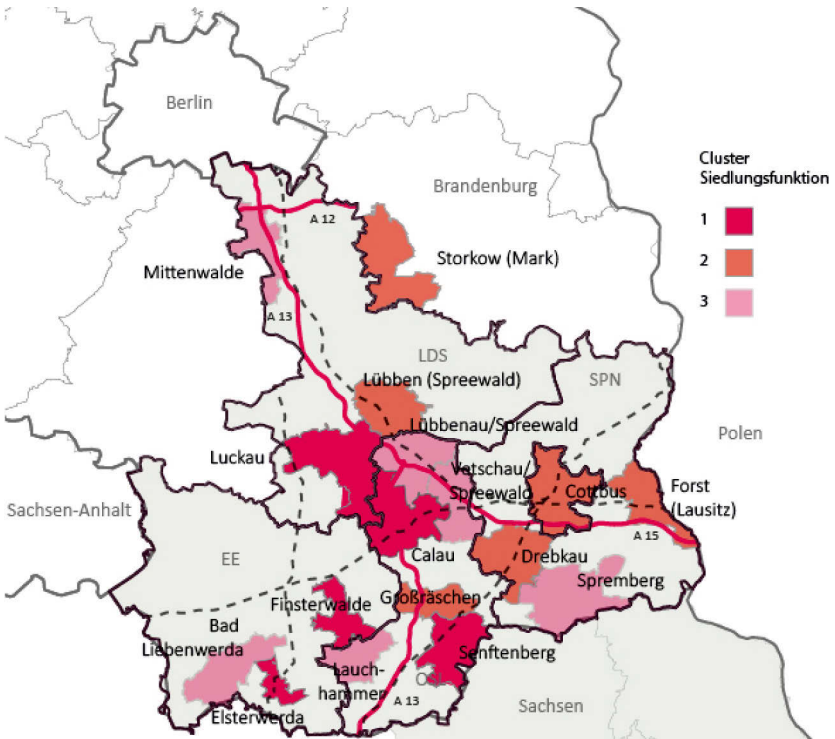 Berlin
Cluster
Siedlungsfunktion
Brandenburg
1
A 12
2
Storkow (Mark)
Mittenwalde
3
A 13
LDS
Lübben (Spreewald)
SPN
Lübbenau/Spreewald
Polen
Luckau
Vetschau/
Spreewald
Cottbus
Forst
(Lausitz)
Sachsen-Anhalt
A 15
EE
Calau
Drebkau
Spremberg
Finsterwalde
Großräschen
Bad
Liebenwerda
Senftenberg
Lauch-
hammer
OSL
A 13
Elsterwerda
Sachsen